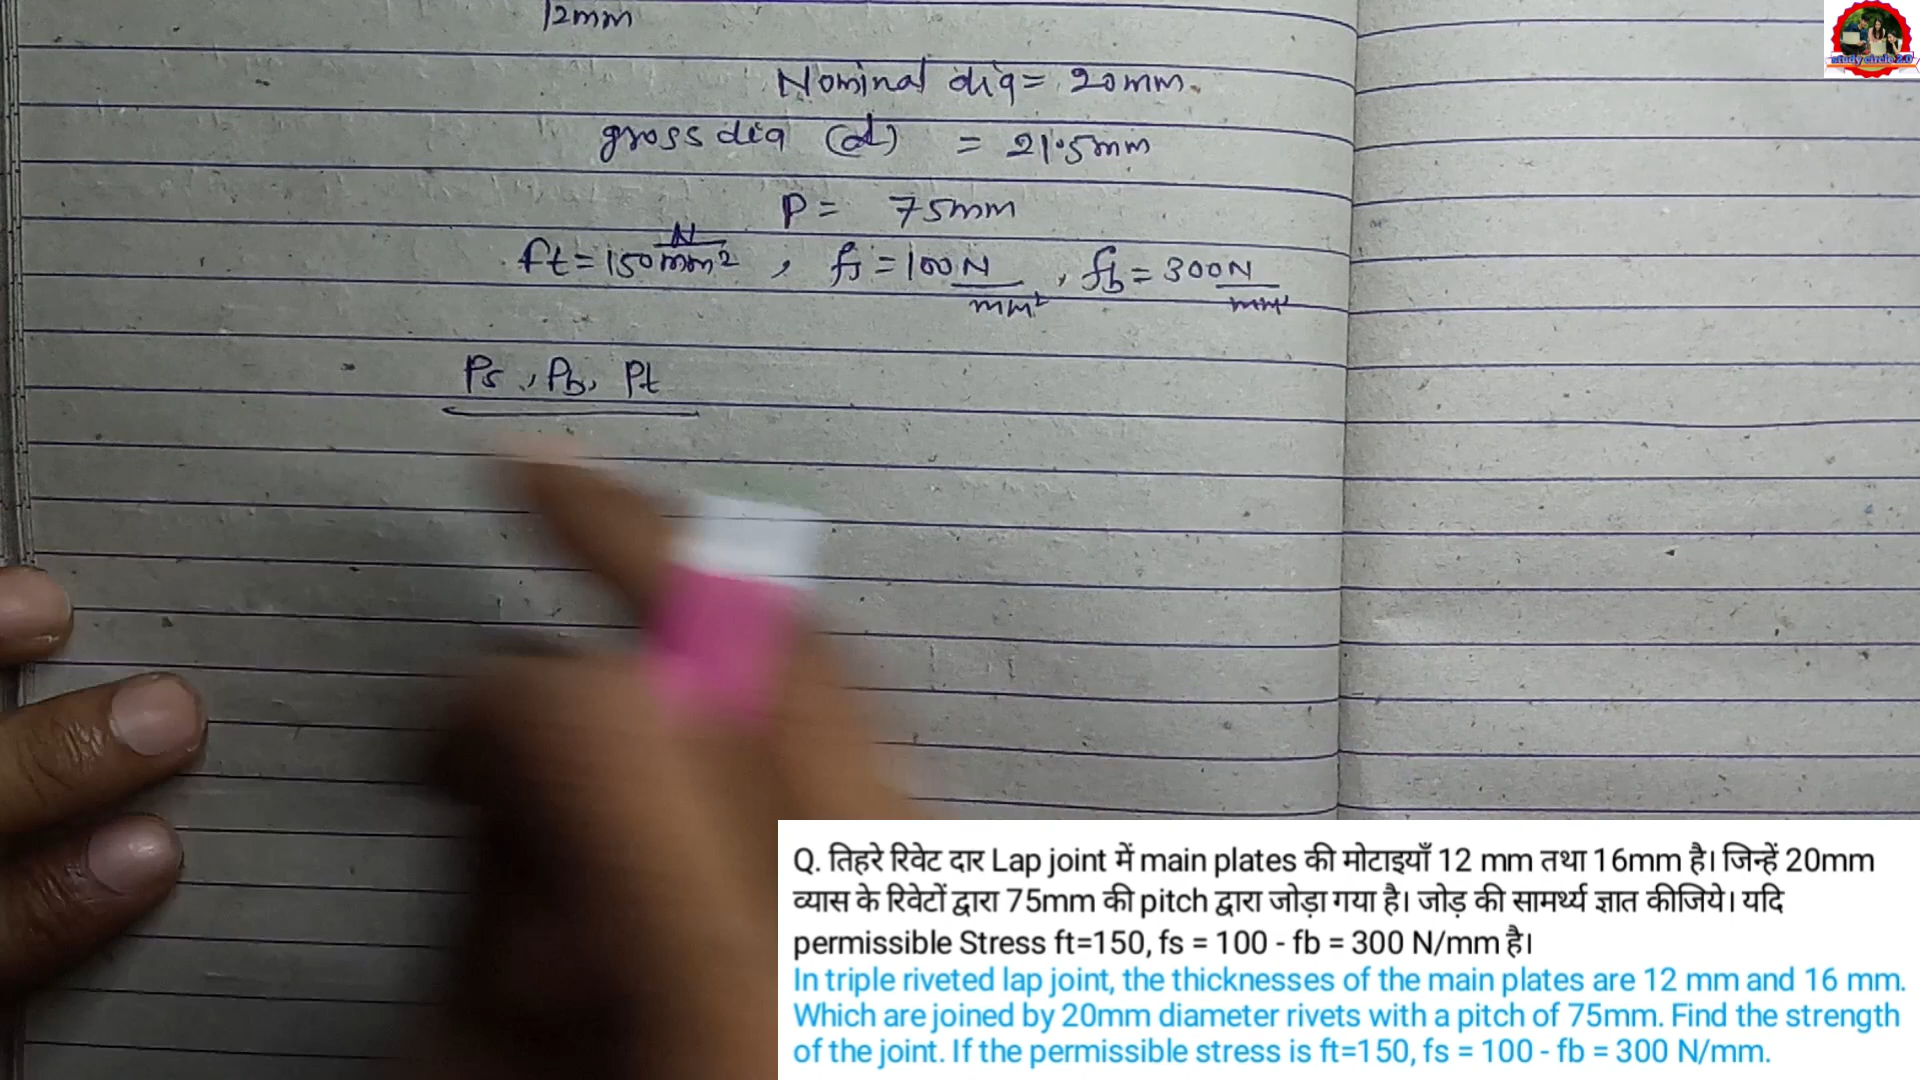 12mm
Nominal dia = 20mm.
gross dia (d) = 21.5mm
P = 75mm
ft = 150 N/mm² , fs = 100 N/mm² , fb = 300 N/mm²
Ps , Pb, Pt
study circle 2.0
Q. तिहरे रिवेट दार Lap joint में main plates की मोटाइयाँ 12 mm तथा 16mm है। जिन्हें 20mm
व्यास के रिवेटों द्वारा 75mm की pitch द्वारा जोड़ा गया है। जोड़ की सामर्थ्य ज्ञात कीजिये। यदि
permissible Stress ft=150, fs = 100 - fb = 300 N/mm है।
In triple riveted lap joint, the thicknesses of the main plates are 12 mm and 16 mm.
Which are joined by 20mm diameter rivets with a pitch of 75mm. Find the strength
of the joint. If the permissible stress is ft=150, fs = 100 - fb = 300 N/mm.